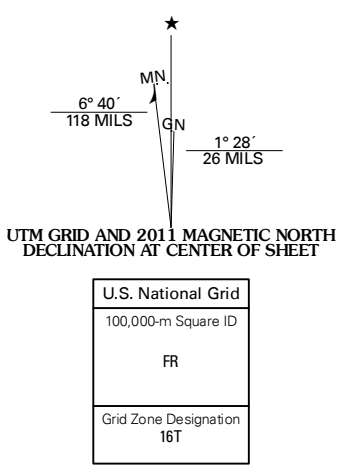 ★
MN.
6° 40´
118 MILS
GN
1° 28´
26 MILS
UTM GRID AND 2011 MAGNETIC NORTH
DECLINATION AT CENTER OF SHEET
U.S. National Grid
100,000-m Square ID
FR
Grid Zone Designation
16T